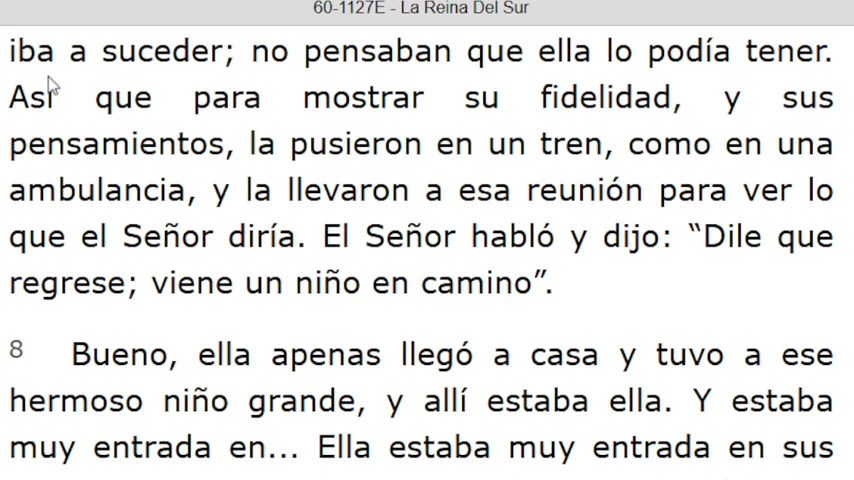 60-1127E - La Reina Del Sur
iba a suceder; no pensaban que ella lo podía tener.
Así que para mostrar su fidelidad, y sus
pensamientos, la pusieron en un tren, como en una
ambulancia, y la llevaron a esa reunión para ver lo
que el Señor diría. El Señor habló y dijo: “Dile que
regrese; viene un niño en camino”.
8 Bueno, ella apenas llegó a casa y tuvo a ese
hermoso niño grande, y allí estaba ella. Y estaba
muy entrada en... Ella estaba muy entrada en sus